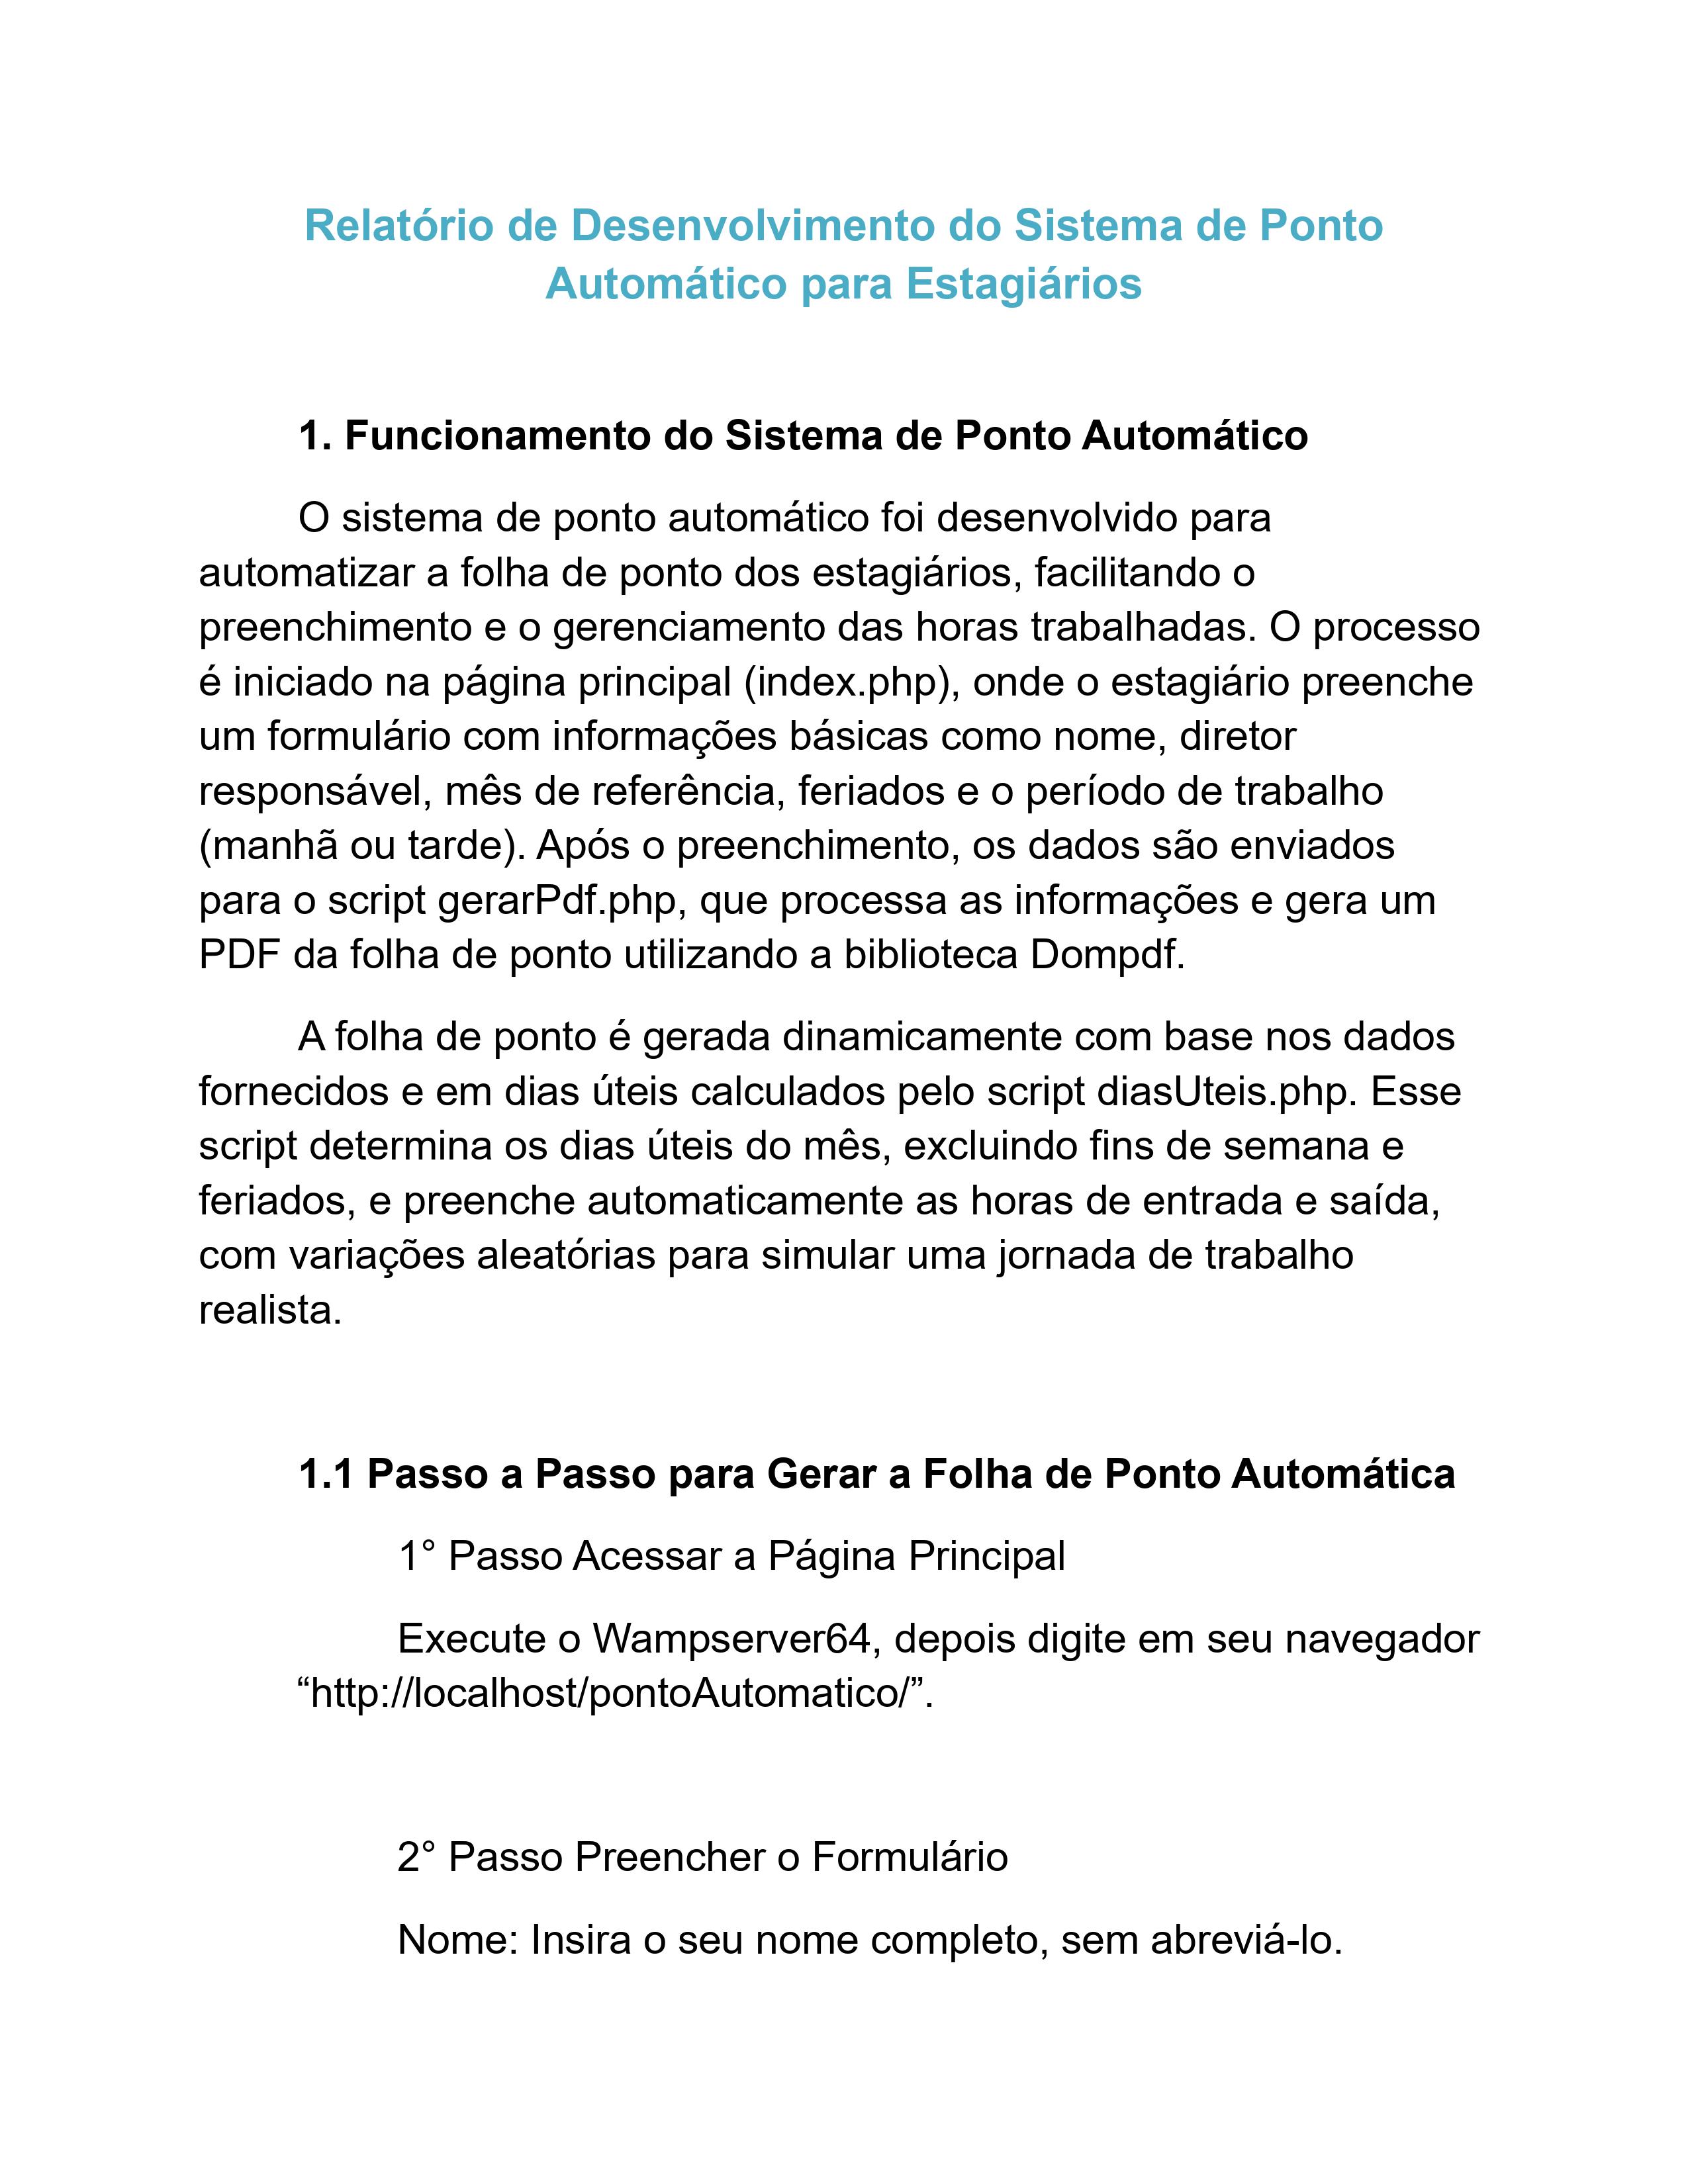 Relatório de Desenvolvimento do Sistema de Ponto
Automático para Estagiários
1. Funcionamento do Sistema de Ponto Automático
O sistema de ponto automático foi desenvolvido para
automatizar a folha de ponto dos estagiários, facilitando o
preenchimento e o gerenciamento das horas trabalhadas. O processo
é iniciado na página principal (index.php), onde o estagiário preenche
um formulário com informações básicas como nome, diretor
responsável, mês de referência, feriados e o período de trabalho
(manhã ou tarde). Após o preenchimento, os dados são enviados
para o script gerarPdf.php, que processa as informações e gera um
PDF da folha de ponto utilizando a biblioteca Dompdf.
A folha de ponto é gerada dinamicamente com base nos dados
fornecidos e em dias úteis calculados pelo script diasUteis.php. Esse
script determina os dias úteis do mês, excluindo fins de semana e
feriados, e preenche automaticamente as horas de entrada e saída,
com variações aleatórias para simular uma jornada de trabalho
realista.
1.1 Passo a Passo para Gerar a Folha de Ponto Automática
1° Passo Acessar a Página Principal
Execute o Wampserver64, depois digite em seu navegador
“http://localhost/pontoAutomatico/”.
2° Passo Preencher o Formulário
Nome: Insira o seu nome completo, sem abreviá-lo.